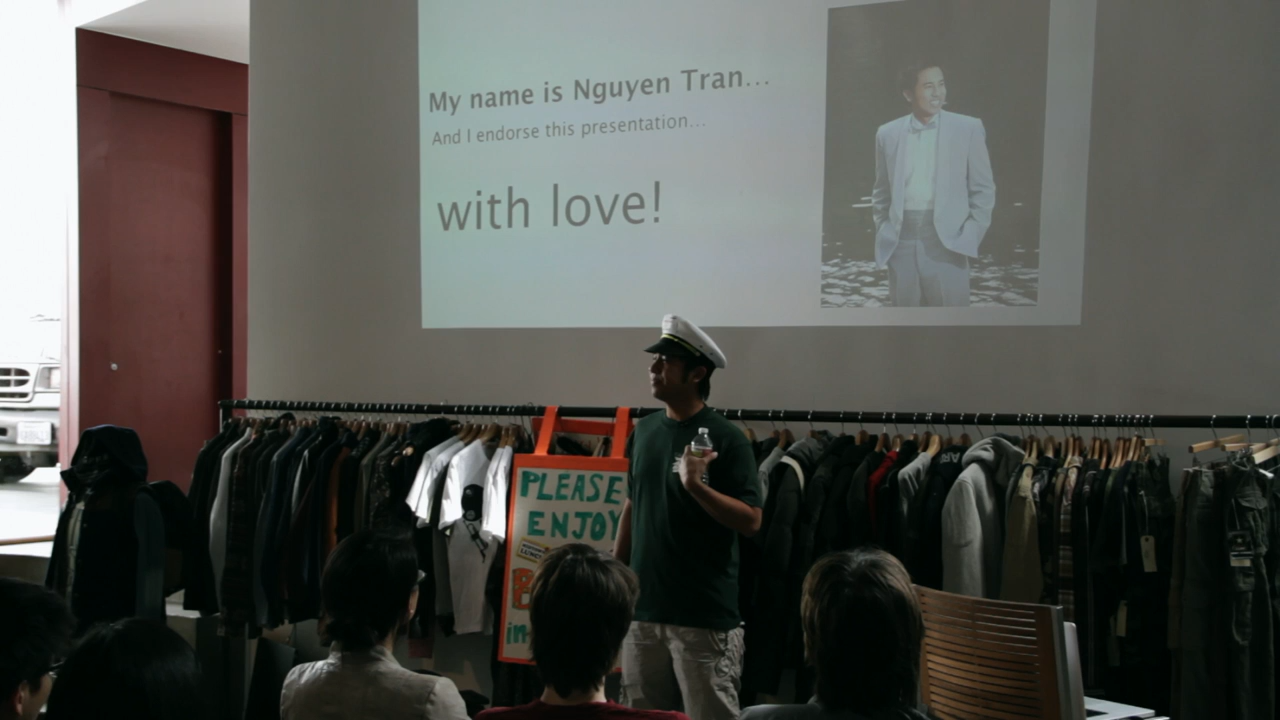 My name is Nguyen Tran...
And I endorse this presentation...
with love!
PLEASE
ENJOY